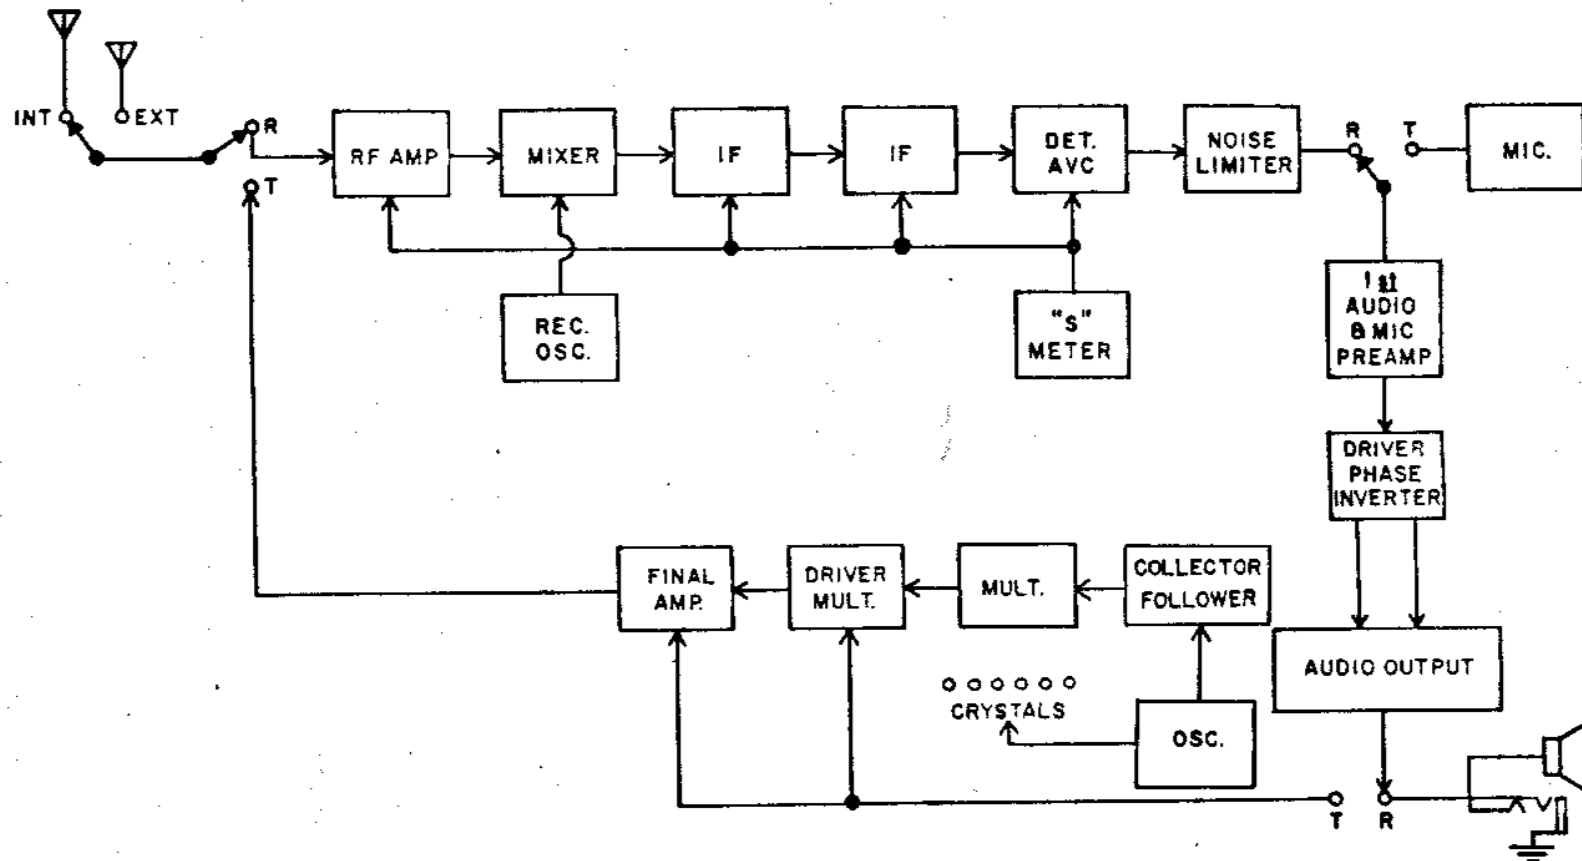 INT
EXT
R
T
RF AMP
MIXER
IF
IF
DET.
AVC
NOISE
LIMITER
R
T
MIC.
REC.
OSC.
"S"
METER
1st
AUDIO
& MIC
PREAMP
DRIVER
PHASE
INVERTER
FINAL
AMP.
DRIVER
MULT.
MULT.
COLLECTOR
FOLLOWER
CRYSTALS
OSC.
AUDIO OUTPUT
T
R